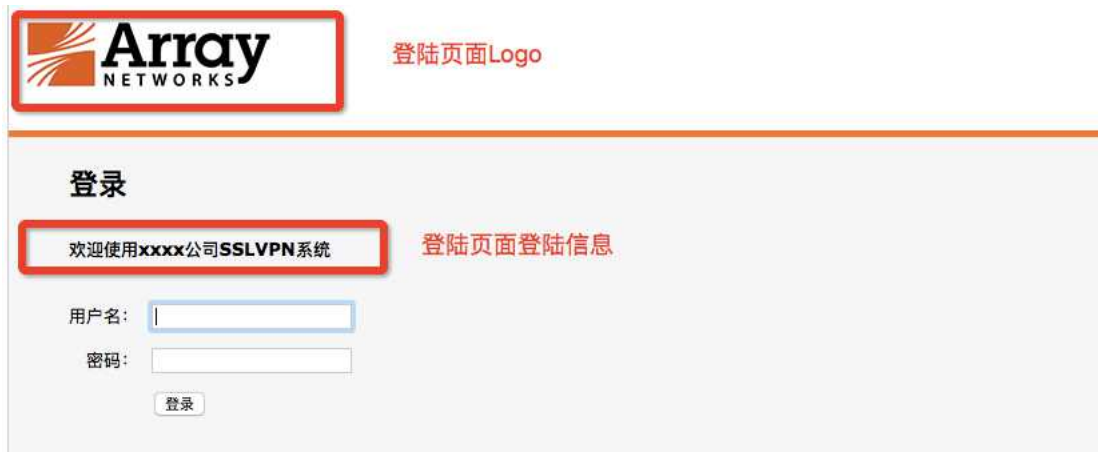 Array
NETWORKS
登陆页面Logo
登录
欢迎使用xxxx公司SSLVPN系统
登陆页面登陆信息
用户名：
密码：
登录